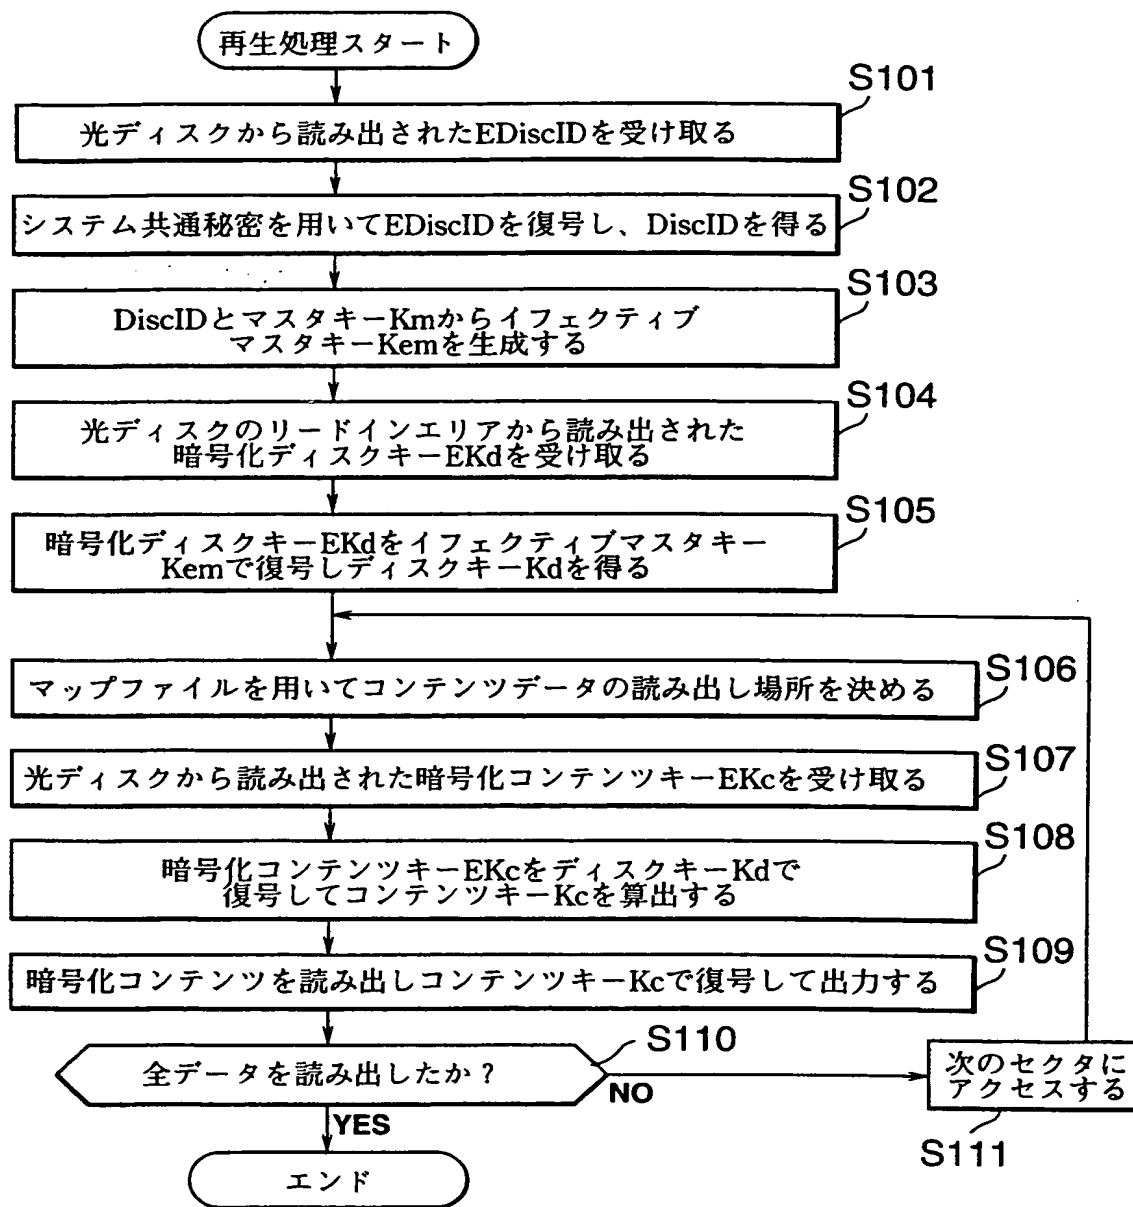 再生処理スタート
S101
光ディスクから読み出されたEDiscIDを受け取る
S102
システム共通秘密を用いてEDiscIDを復号し、DiscIDを得る
S103
DiscIDとマスタキーKmからイフェクティブ
マスタキーKemを生成する
S104
光ディスクのリードインエリアから読み出された
暗号化ディスクキーEKdを受け取る
S105
暗号化ディスクキーEKdをイフェクティブマスタキー
Kemで復号しディスクキーKdを得る
S106
マップファイルを用いてコンテンツデータの読み出し場所を決める
S107
光ディスクから読み出された暗号化コンテンツキーEKcを受け取る
S108
暗号化コンテンツキーEKcをディスクキーKdで
復号してコンテンツキーKcを算出する
S109
暗号化コンテンツを読み出しコンテンツキーKcで復号して出力する
S110
全データを読み出したか？
NO
次のセクタに
アクセスする
S111
YES
エンド